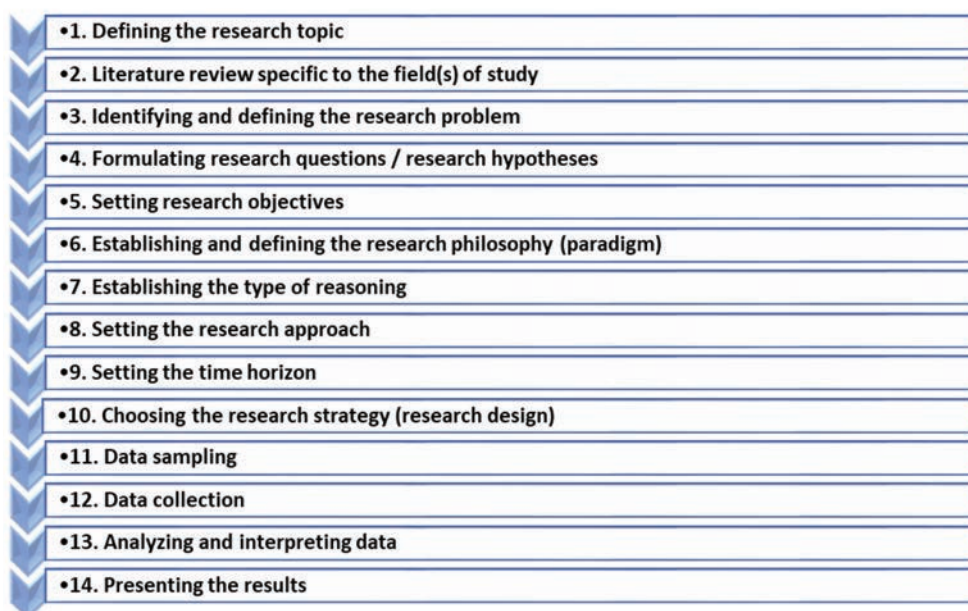 •1. Defining the research topic
•2. Literature review specific to the field(s) of study
•3. Identifying and defining the research problem
•4. Formulating research questions / research hypotheses
•5. Setting research objectives
•6. Establishing and defining the research philosophy (paradigm)
•7. Establishing the type of reasoning
•8. Setting the research approach
•9. Setting the time horizon
•10. Choosing the research strategy (research design)
•11. Data sampling
•12. Data collection
•13. Analyzing and interpreting data
•14. Presenting the results